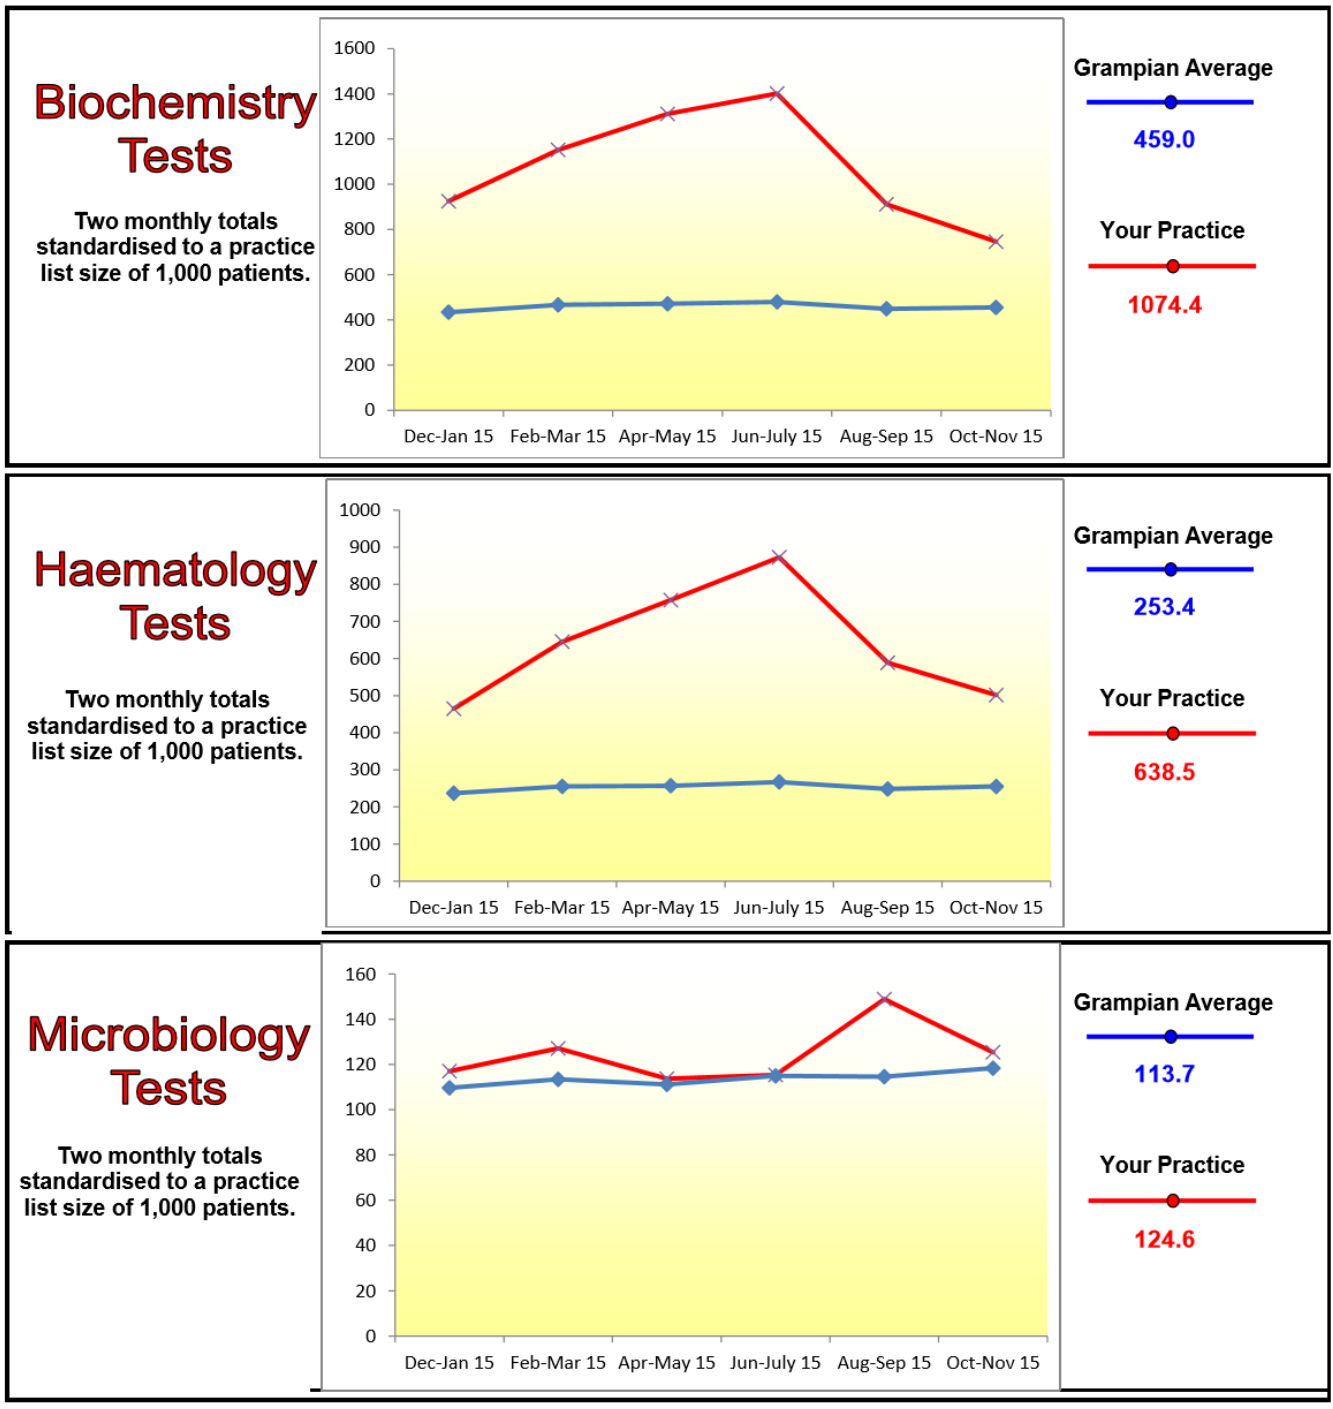 Biochemistry
Tests
Two monthly totals
standardised to a practice
list size of 1,000 patients.
1600
1400
1200
1000
800
600
400
200
0
Dec-Jan 15 Feb-Mar 15 Apr-May 15 Jun-July 15 Aug-Sep 15 Oct-Nov 15
Grampian Average
459.0
Your Practice
1074.4
Haematology
Tests
Two monthly totals
standardised to a practice
list size of 1,000 patients.
1000
900
800
700
600
500
400
300
200
100
0
Dec-Jan 15 Feb-Mar 15 Apr-May 15 Jun-July 15 Aug-Sep 15 Oct-Nov 15
Grampian Average
253.4
Your Practice
638.5
Microbiology
Tests
Two monthly totals
standardised to a practice
list size of 1,000 patients.
160
140
120
100
80
60
40
20
0
Dec-Jan 15 Feb-Mar 15 Apr-May 15 Jun-July 15 Aug-Sep 15 Oct-Nov 15
Grampian Average
113.7
Your Practice
124.6